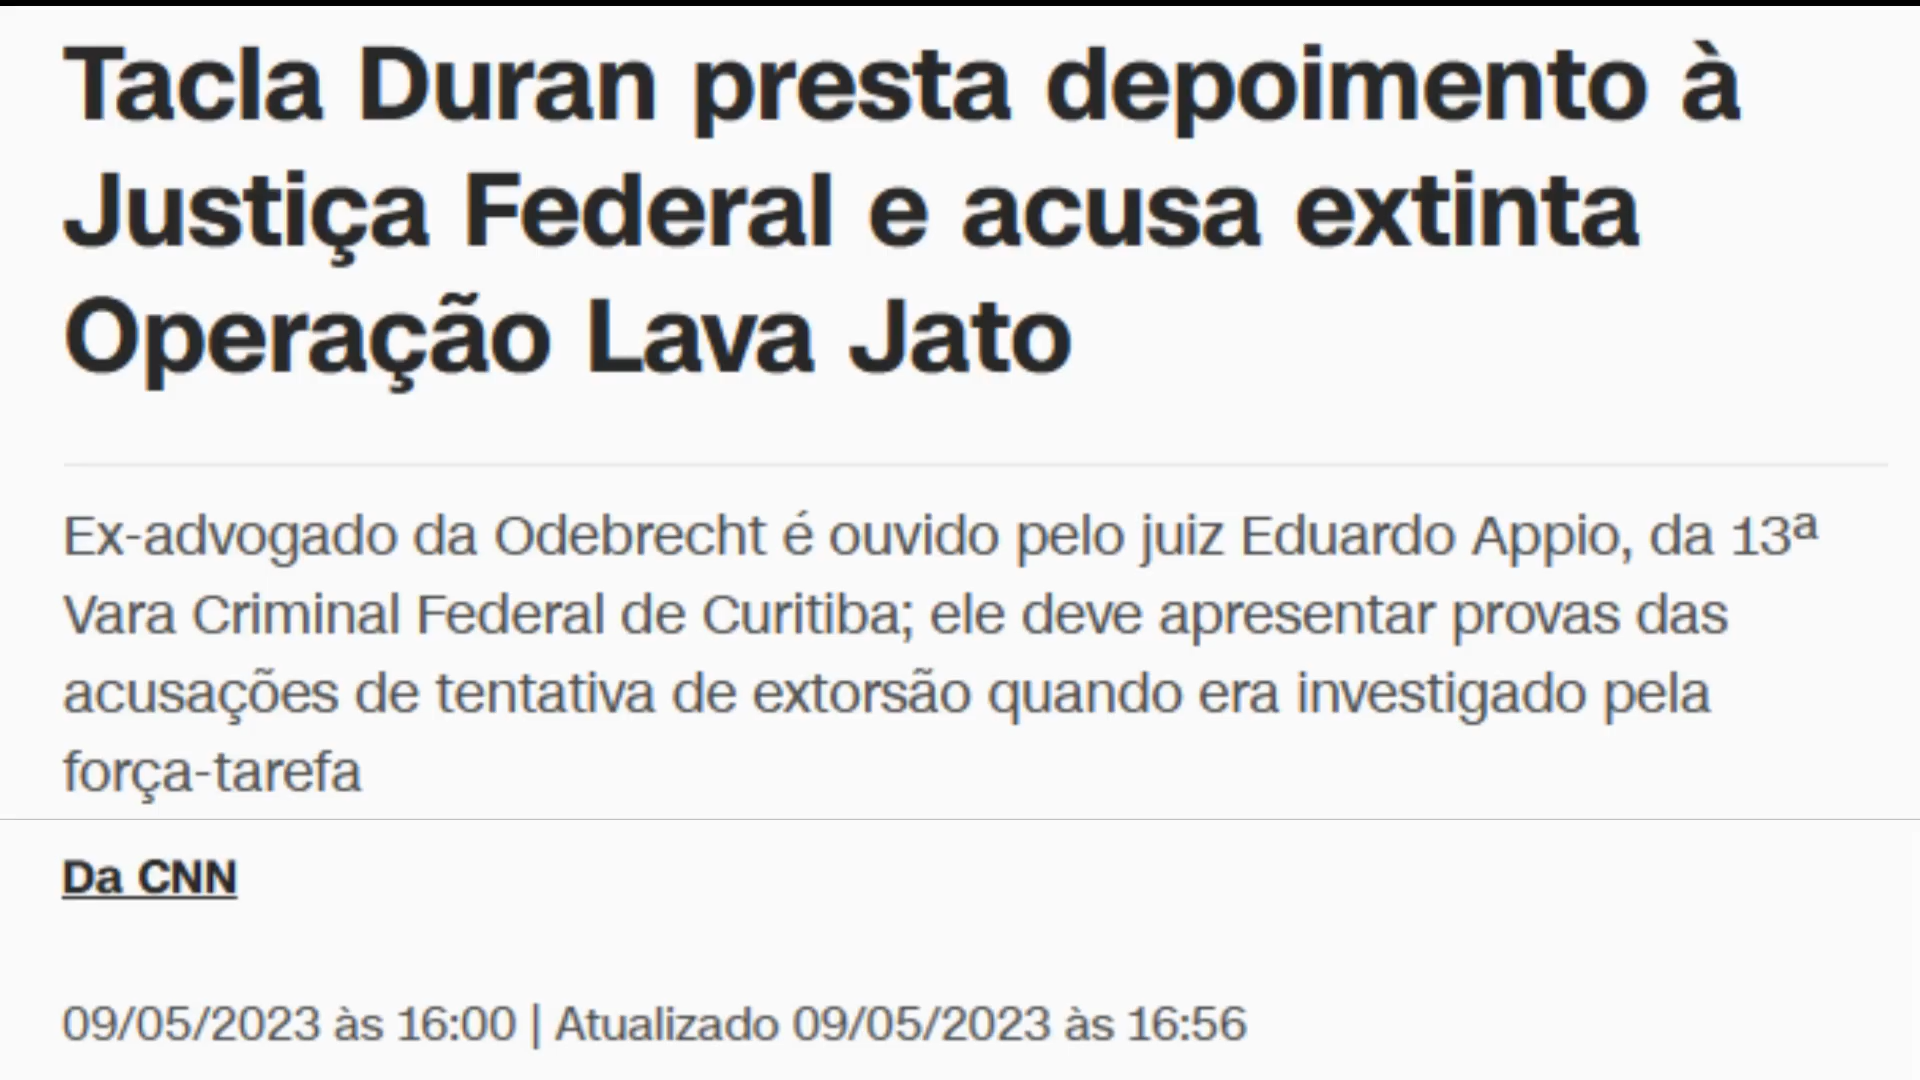 Tacla Duran presta depoimento à
Justiça Federal e acusa extinta
Operação Lava Jato
Ex-advogado da Odebrecht é ouvido pelo juiz Eduardo Appio, da 13ª
Vara Criminal Federal de Curitiba; ele deve apresentar provas das
acusações de tentativa de extorsão quando era investigado pela
força-tarefa
Da CNN
09/05/2023 às 16:00 | Atualizado 09/05/2023 às 16:56